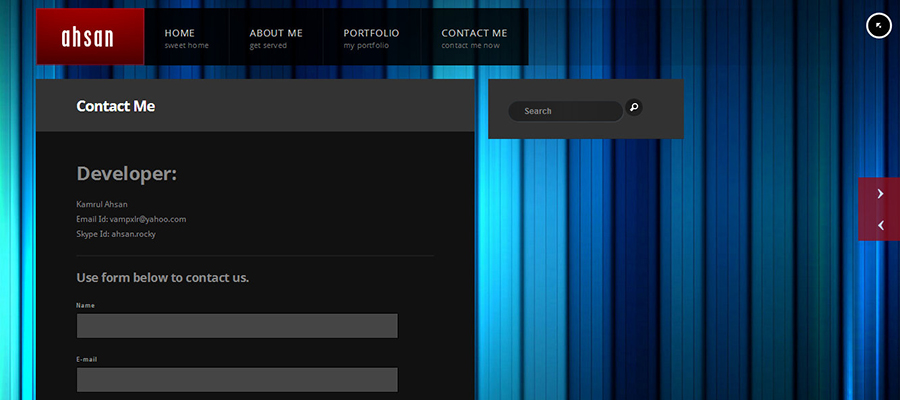 ahsan
HOME
sweet home
ABOUT ME
get served
PORTFOLIO
my portfolio
CONTACT ME
contact me now
Contact Me
Search
Developer:
Kamrul Ahsan
Email Id: vampxlr@yahoo.com
Skype Id: ahsan.rocky
Use form below to contact us.
Name
E-mail